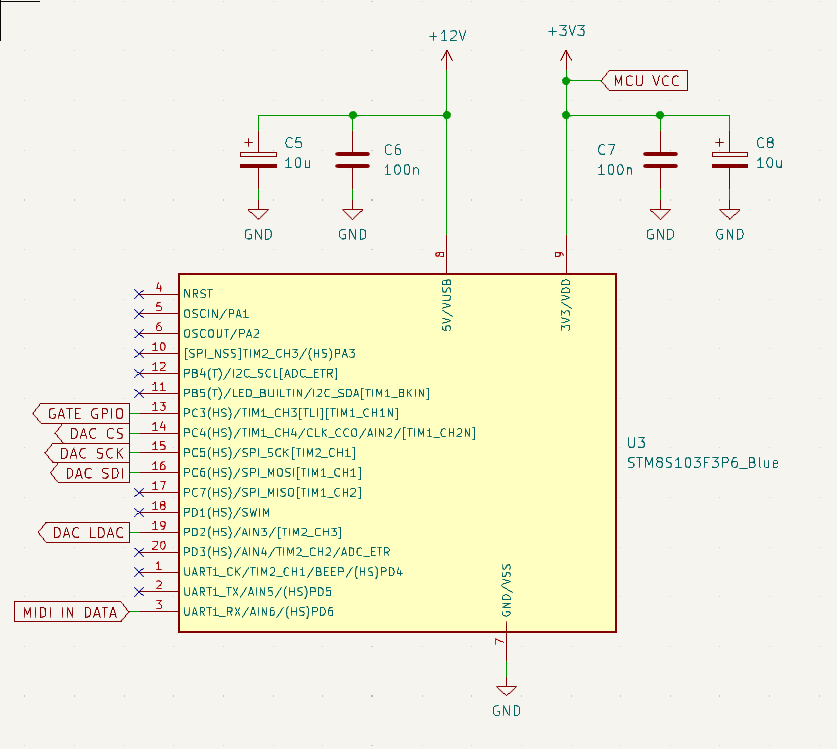 +12V
+3V3
MCU VCC
+
C5
10u
C6
100n
C7
100n
+
C8
10u
GND
GND
GND
GND
8
9
5V/VUSB
3V3/VDD
4
NRST
5
OSCIN/PA1
6
OSCOUT/PA2
10
[SPI_NSS]TIM2_CH3/(HS)PA3
12
PB4(T)/I2C_SCL[ADC_ETR]
11
PB5(T)/LED_BUILTIN/I2C_SDA[TIM1_BKIN]
GATE GPIO
13
PC3(HS)/TIM1_CH3[TLI][TIM1_CH1N]
DAC CS
14
PC4(HS)/TIM1_CH4/CLK_CCO/AIN2/[TIM1_CH2N]
DAC SCK
15
PC5(HS)/SPI_SCK[TIM2_CH1]
DAC SDI
16
PC6(HS)/SPI_MOSI[TIM1_CH1]
17
PC7(HS)/SPI_MISO[TIM1_CH2]
18
PD1(HS)/SWIM
DAC LDAC
19
PD2(HS)/AIN3/[TIM2_CH3]
20
PD3(HS)/AIN4/TIM2_CH2/ADC_ETR
1
UART1_CK/TIM2_CH1/BEEP/(HS)PD4
2
UART1_TX/AIN5/(HS)PD5
MIDI IN DATA
3
UART1_RX/AIN6/(HS)PD6
U3
STM8S103F3P6_Blue
GND/VSS
7
GND